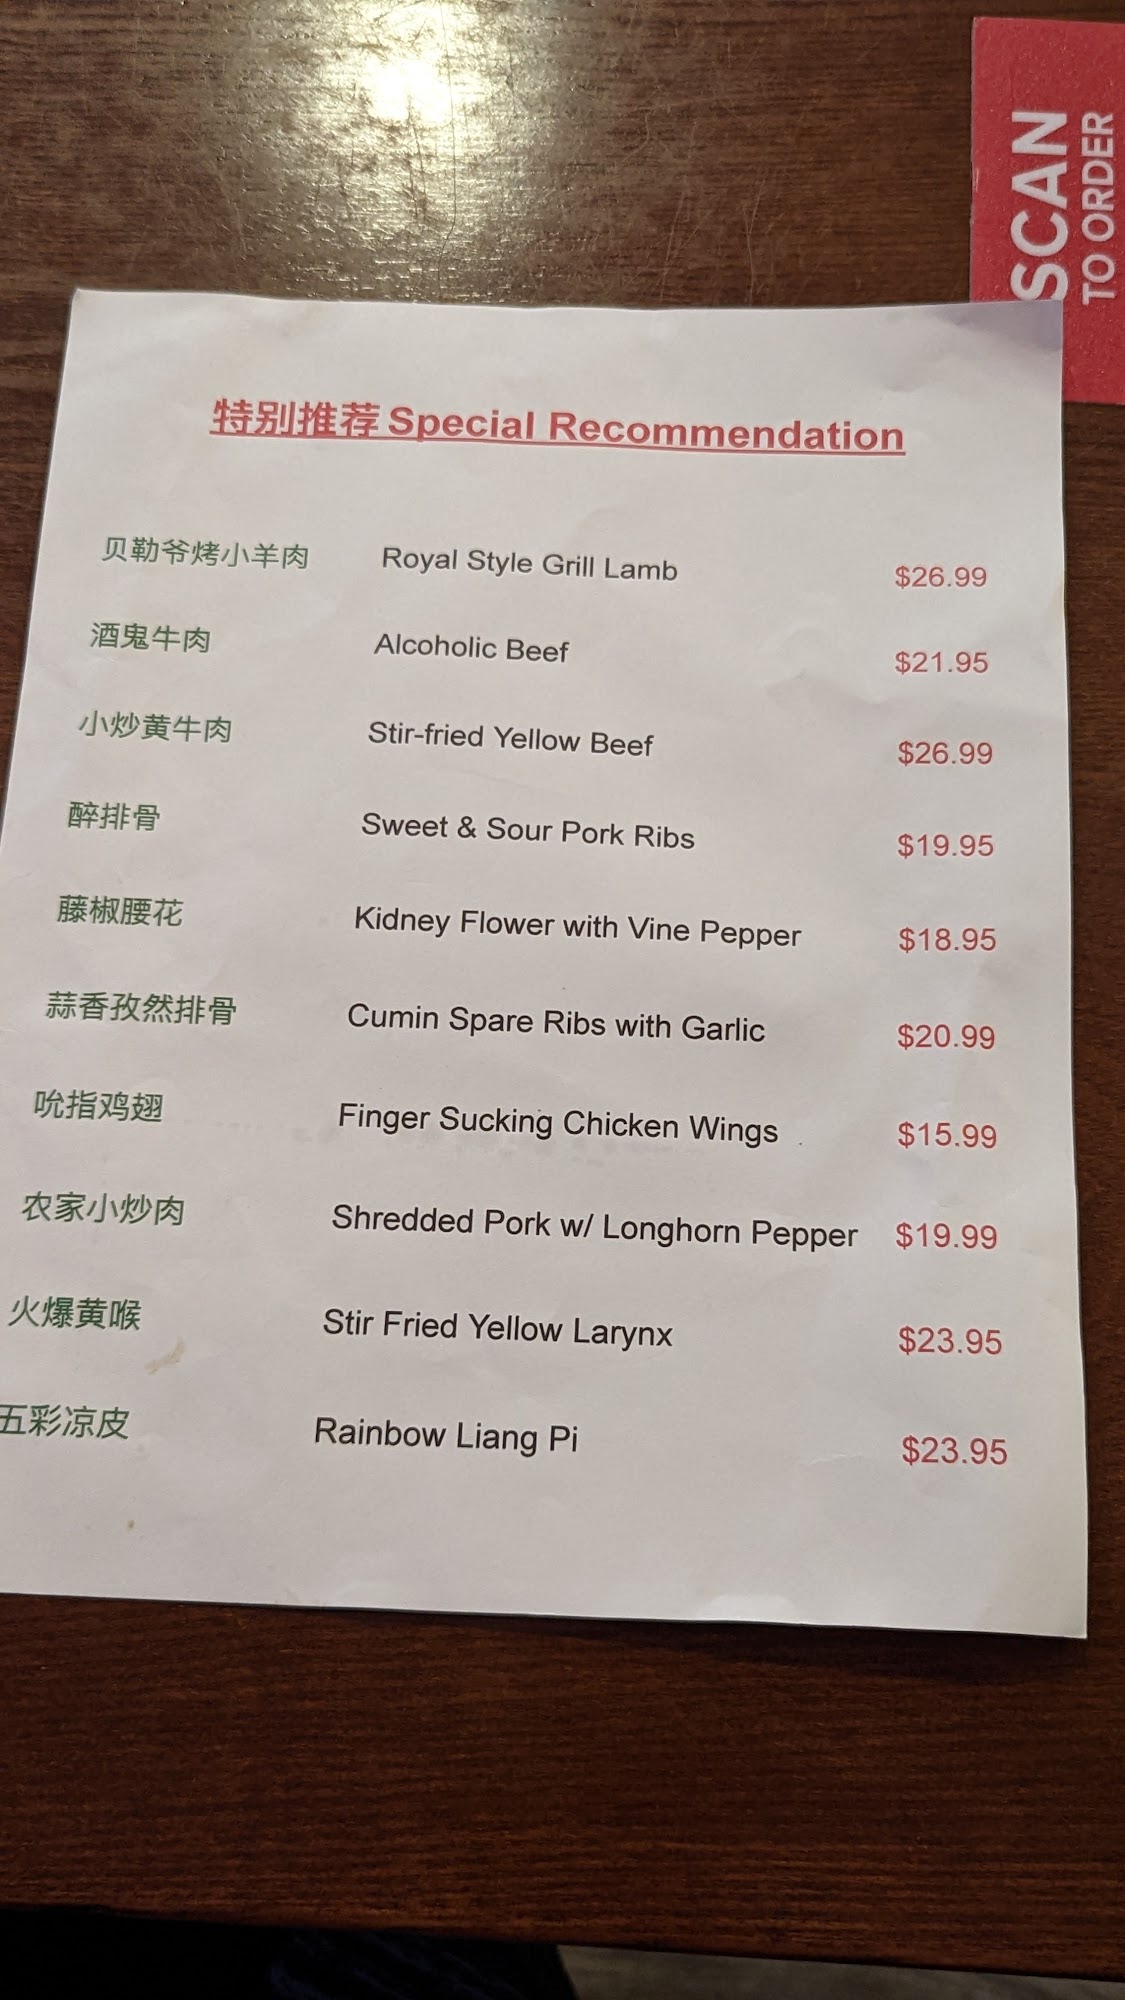 SCAN
TO ORDER
特别推荐 Special Recommendation
贝勒爷烤小羊肉 Royal Style Grill Lamb $26.99
酒鬼牛肉 Alcoholic Beef $21.95
小炒黄牛肉 Stir-fried Yellow Beef $26.99
醉排骨 Sweet & Sour Pork Ribs $19.95
藤椒腰花 Kidney Flower with Vine Pepper $18.95
蒜香孜然排骨 Cumin Spare Ribs with Garlic $20.99
吮指鸡翅 Finger Sucking Chicken Wings $15.99
农家小炒肉 Shredded Pork w/ Longhorn Pepper $19.99
火爆黄喉 Stir Fried Yellow Larynx $23.95
五彩凉皮 Rainbow Liang Pi $23.95